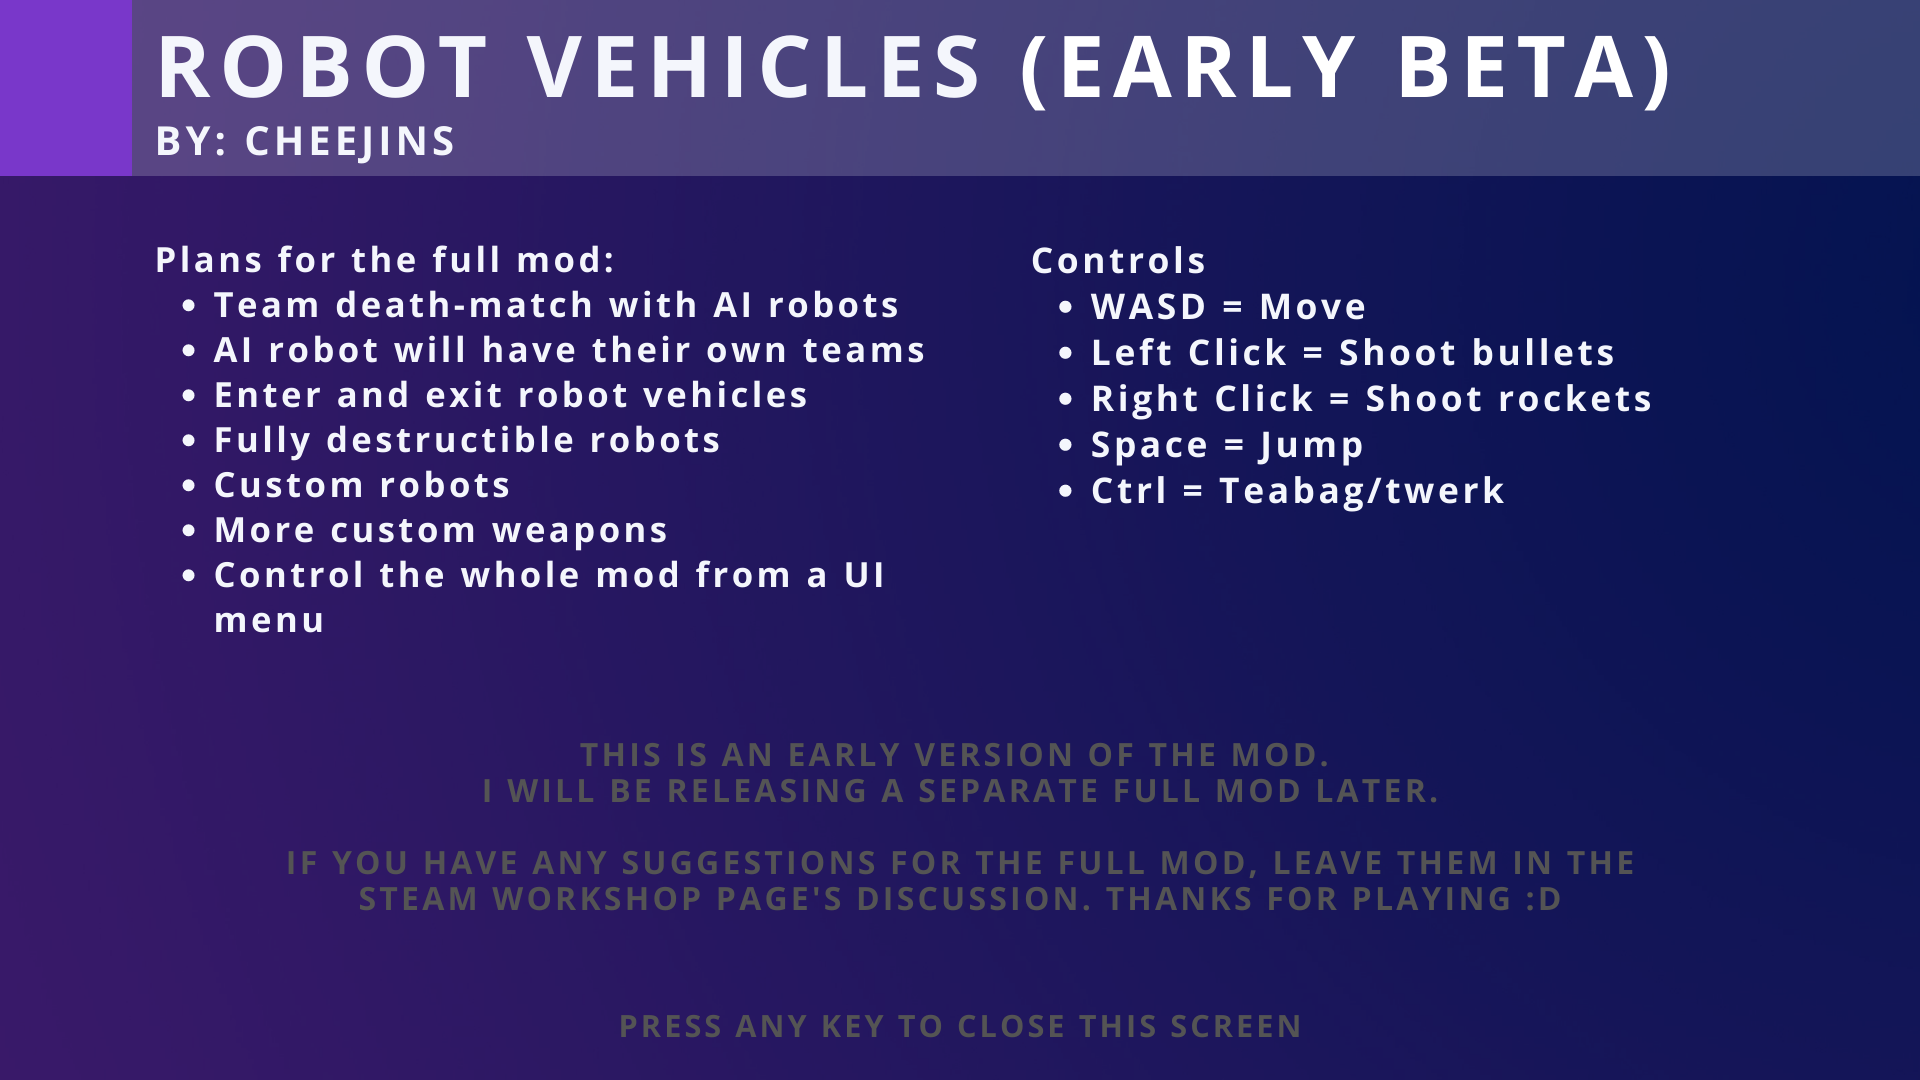 ROBOT VEHICLES (EARLY BETA)
BY: CHEEJINS
Plans for the full mod:
• Team death-match with AI robots
• AI robot will have their own teams
• Enter and exit robot vehicles
• Fully destructible robots
• Custom robots
• More custom weapons
• Control the whole mod from a UI
menu
Controls
• WASD = Move
• Left Click = Shoot bullets
• Right Click = Shoot rockets
• Space = Jump
• Ctrl = Teabag/twerk
THIS IS AN EARLY VERSION OF THE MOD.
I WILL BE RELEASING A SEPARATE FULL MOD LATER.
IF YOU HAVE ANY SUGGESTIONS FOR THE FULL MOD, LEAVE THEM IN THE
STEAM WORKSHOP PAGE'S DISCUSSION. THANKS FOR PLAYING :D
PRESS ANY KEY TO CLOSE THIS SCREEN